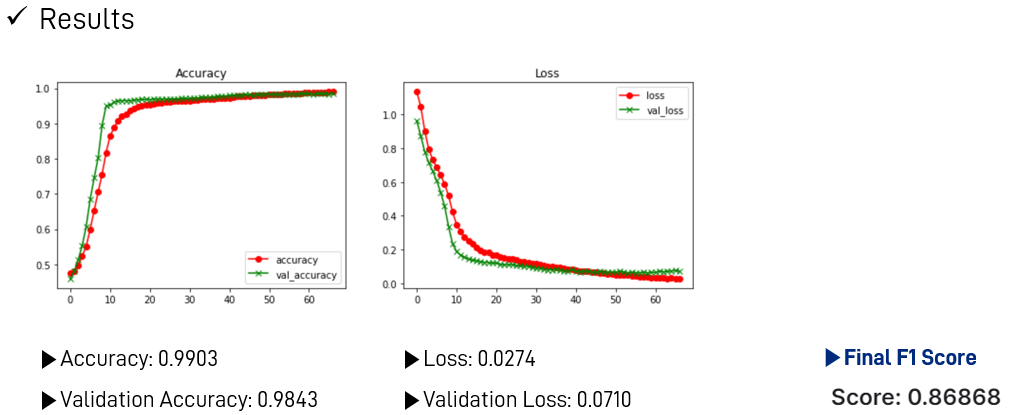 ✓ Results
Accuracy
1.0
0.9
0.8
0.7
0.6
0.5
accuracy
val_accuracy
0 10 20 30 40 50 60
Loss
1.0
0.8
0.6
0.4
0.2
0.0
loss
val_loss
0 10 20 30 40 50 60
Accuracy: 0.9903
Validation Accuracy: 0.9843
Loss: 0.0274
Validation Loss: 0.0710
Final F1 Score
Score: 0.86868